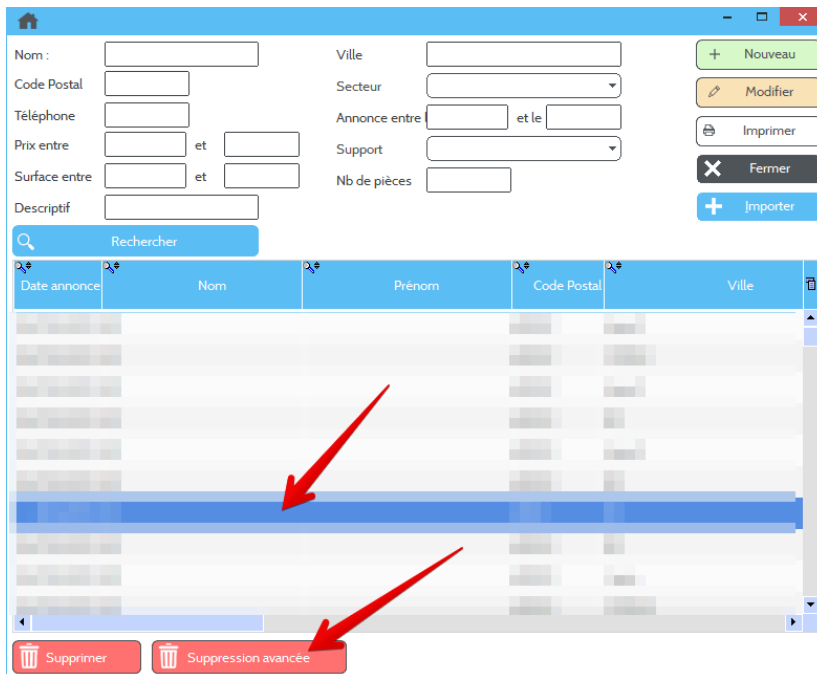 Nom :
Ville
Nouveau
Code Postal
Secteur
Modifier
Téléphone
Annonce entre l
et le
Imprimer
Prix entre
et
Support
Fermer
Surface entre
et
Nb de pièces
Importer
Descriptif
Rechercher
Date annonce
Nom
Prénom
Code Postal
Ville
Supprimer
Suppression avancée